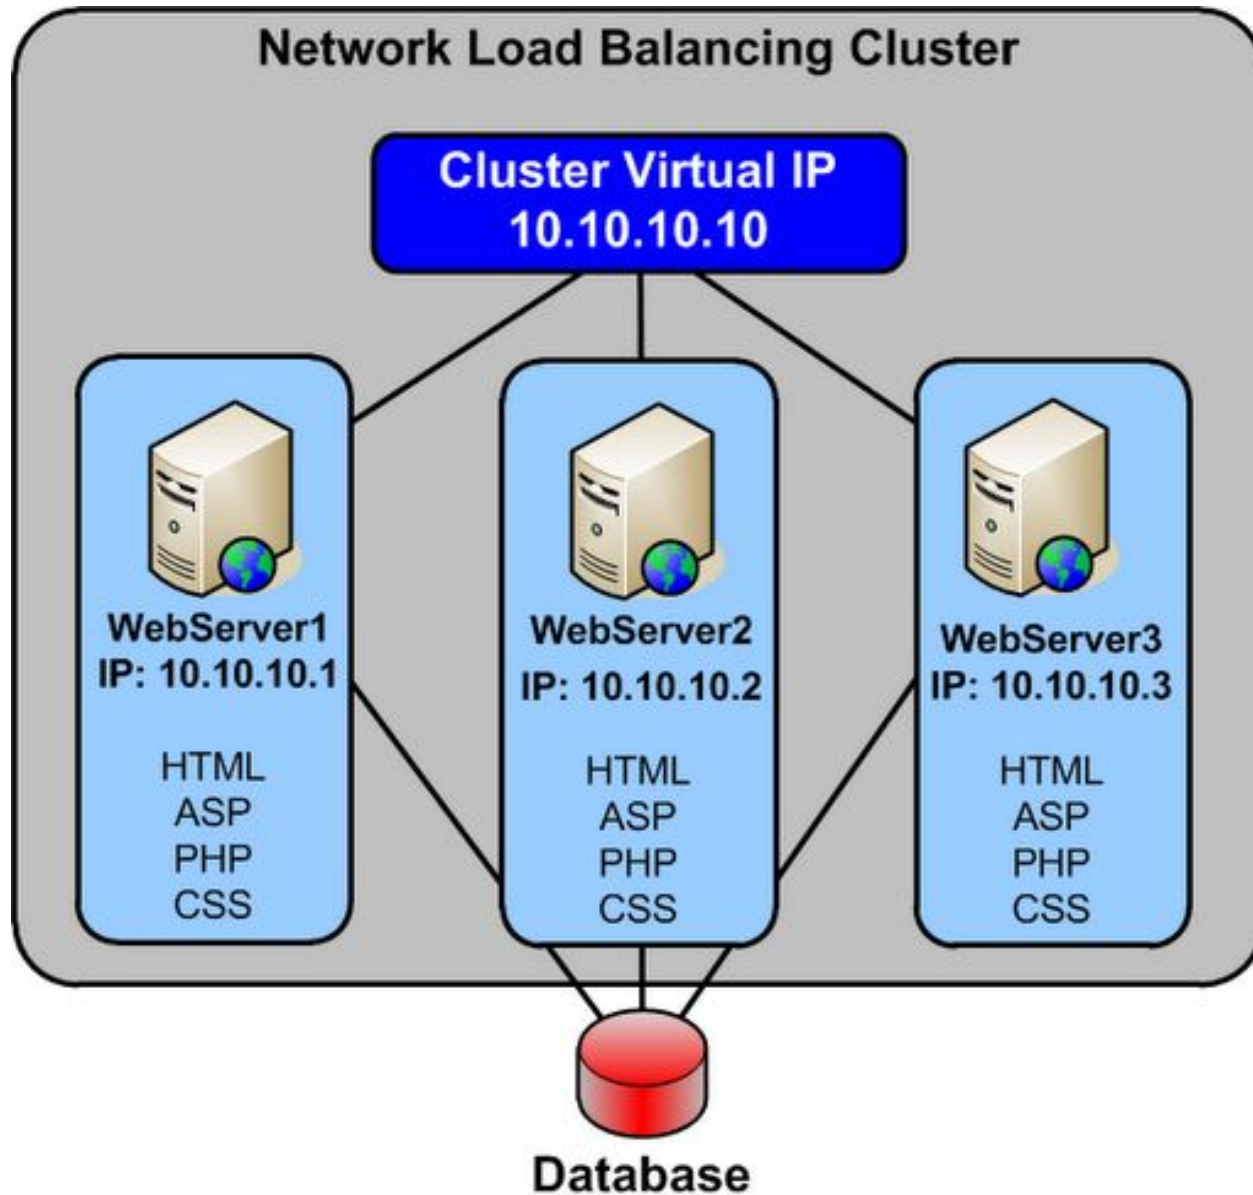 Network Load Balancing Cluster
Cluster Virtual IP
10.10.10.10
WebServer1
IP: 10.10.10.1
HTML
ASP
PHP
CSS
WebServer2
IP: 10.10.10.2
HTML
ASP
PHP
CSS
WebServer3
IP: 10.10.10.3
HTML
ASP
PHP
CSS
Database